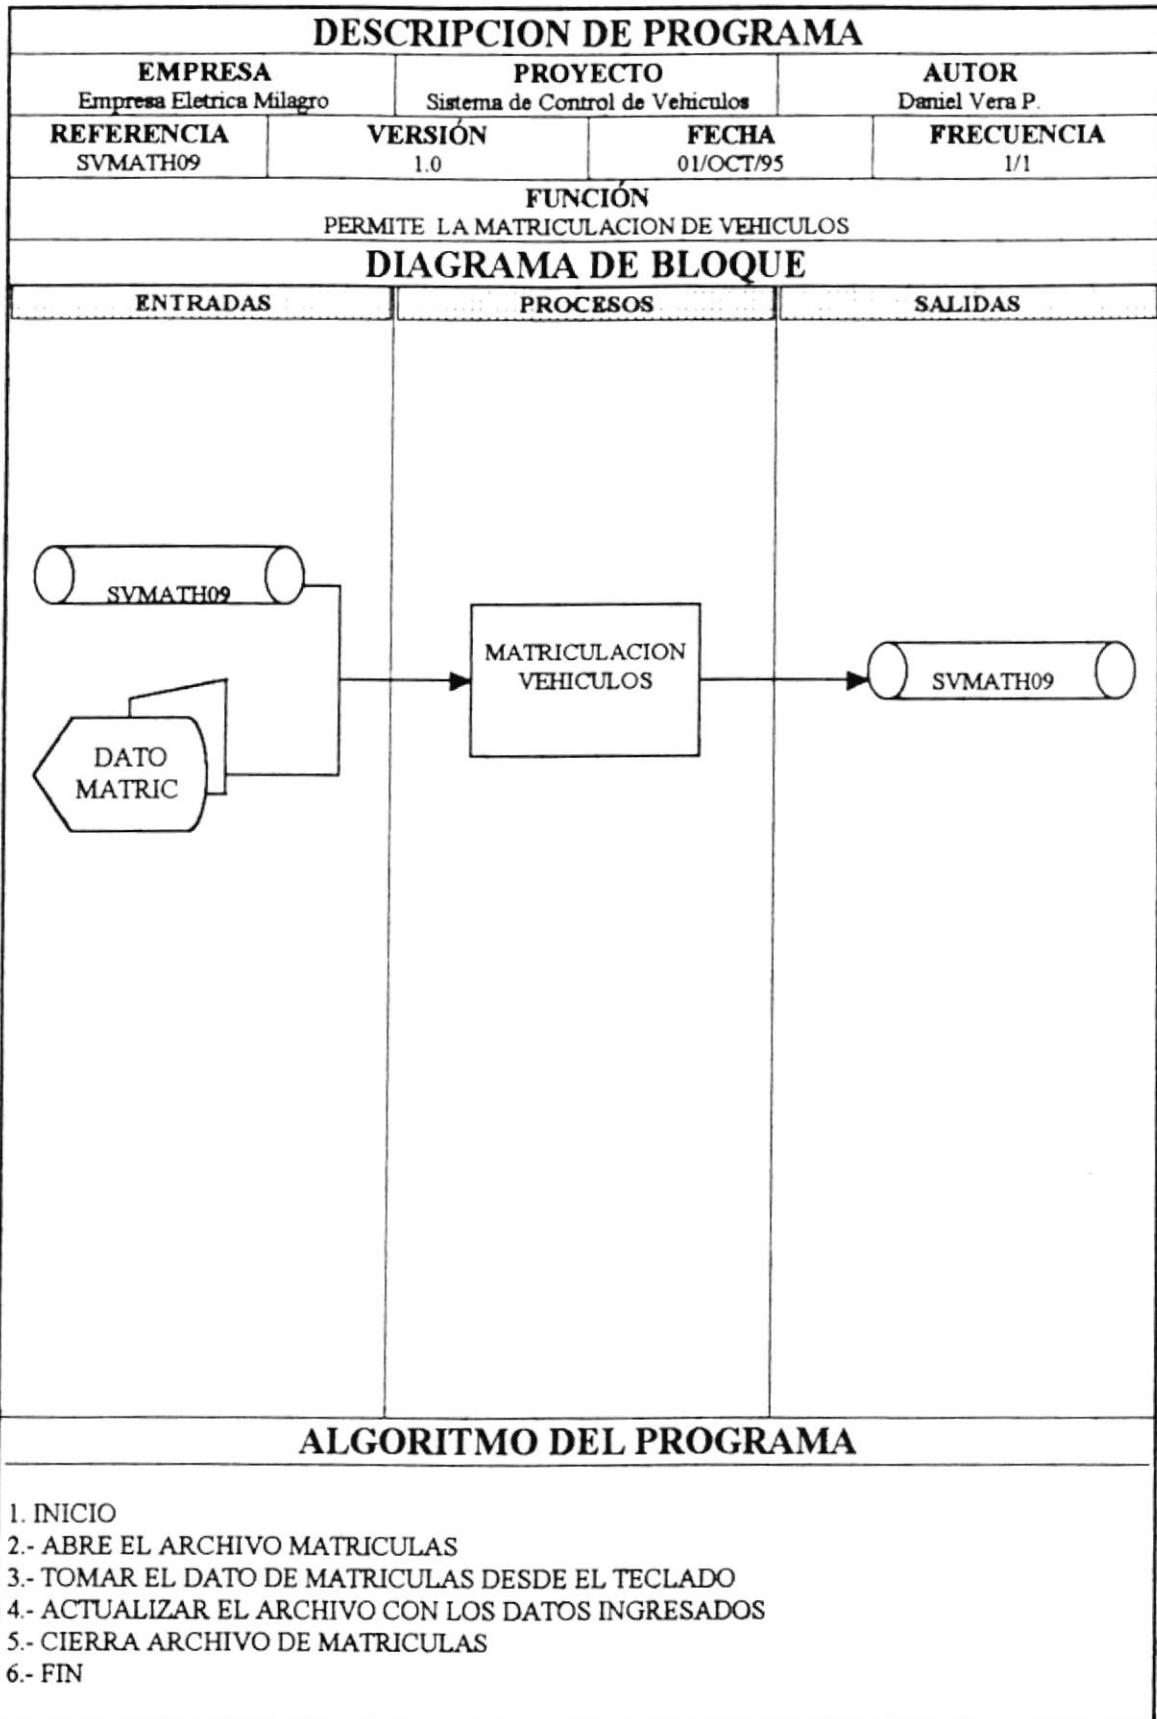 DESCRIPCION DE PROGRAMA
EMPRESA PROYECTO AUTOR
Empresa Eletrica Milagro Sistema de Control de Vehiculos Daniel Vera P.
REFERENCIA VERSIÓN FECHA FRECUENCIA
SVMATH09 1.0 01/OCT/95 1/1
FUNCIÓN
PERMITE LA MATRICULACION DE VEHICULOS
DIAGRAMA DE BLOQUE
ENTRADAS PROCESOS SALIDAS
SVMATH09
DATO
MATRIC
MATRICULACION
VEHICULOS
SVMATH09
ALGORITMO DEL PROGRAMA
1. INICIO
2.- ABRE EL ARCHIVO MATRICULAS
3.- TOMAR EL DATO DE MATRICULAS DESDE EL TECLADO
4.- ACTUALIZAR EL ARCHIVO CON LOS DATOS INGRESADOS
5.- CIERRA ARCHIVO DE MATRICULAS
6.- FIN